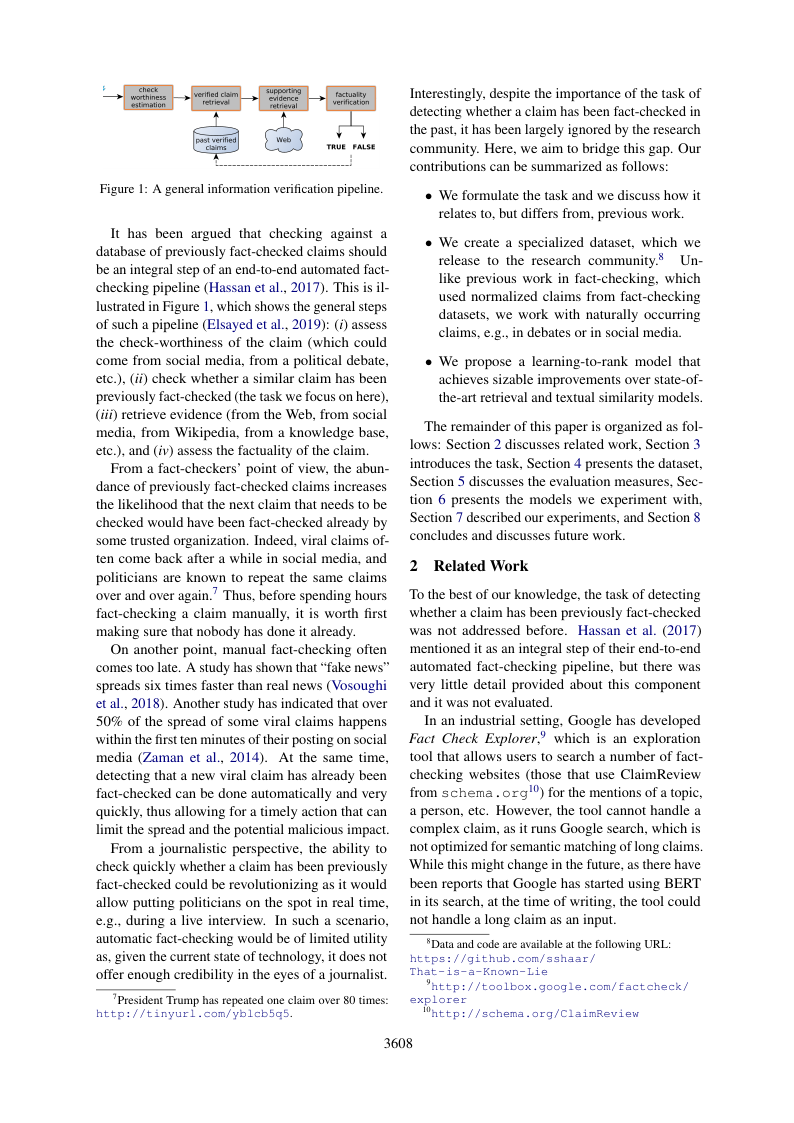 check
worthiness
estimation
verified claim
retrieval
supporting
evidence
retrieval
factuality
verification
past verified
claims
Web
TRUE FALSE
Figure 1: A general information verification pipeline.
It has been argued that checking against a
database of previously fact-checked claims should
be an integral step of an end-to-end automated fact-
checking pipeline (Hassan et al., 2017). This is il-
lustrated in Figure 1, which shows the general steps
of such a pipeline (Elsayed et al., 2019): (i) assess
the check-worthiness of the claim (which could
come from social media, from a political debate,
etc.), (ii) check whether a similar claim has been
previously fact-checked (the task we focus on here),
(iii) retrieve evidence (from the Web, from social
media, from Wikipedia, from a knowledge base,
etc.), and (iv) assess the factuality of the claim.
From a fact-checkers' point of view, the abun-
dance of previously fact-checked claims increases
the likelihood that the next claim that needs to be
checked would have been fact-checked already by
some trusted organization. Indeed, viral claims of-
ten come back after a while in social media, and
politicians are known to repeat the same claims
over and over again.7 Thus, before spending hours
fact-checking a claim manually, it is worth first
making sure that nobody has done it already.
On another point, manual fact-checking often
comes too late. A study has shown that “fake news”
spreads six times faster than real news (Vosoughi
et al., 2018). Another study has indicated that over
50% of the spread of some viral claims happens
within the first ten minutes of their posting on social
media (Zaman et al., 2014). At the same time,
detecting that a new viral claim has already been
fact-checked can be done automatically and very
quickly, thus allowing for a timely action that can
limit the spread and the potential malicious impact.
From a journalistic perspective, the ability to
check quickly whether a claim has been previously
fact-checked could be revolutionizing as it would
allow putting politicians on the spot in real time,
e.g., during a live interview. In such a scenario,
automatic fact-checking would be of limited utility
as, given the current state of technology, it does not
offer enough credibility in the eyes of a journalist.
7President Trump has repeated one claim over 80 times:
http://tinyurl.com/yblcb5q5.
Interestingly, despite the importance of the task of
detecting whether a claim has been fact-checked in
the past, it has been largely ignored by the research
community. Here, we aim to bridge this gap. Our
contributions can be summarized as follows:
• We formulate the task and we discuss how it
relates to, but differs from, previous work.
• We create a specialized dataset, which we
release to the research community.8 Un-
like previous work in fact-checking, which
used normalized claims from fact-checking
datasets, we work with naturally occurring
claims, e.g., in debates or in social media.
• We propose a learning-to-rank model that
achieves sizable improvements over state-of-
the-art retrieval and textual similarity models.
The remainder of this paper is organized as fol-
lows: Section 2 discusses related work, Section 3
introduces the task, Section 4 presents the dataset,
Section 5 discusses the evaluation measures, Sec-
tion 6 presents the models we experiment with,
Section 7 described our experiments, and Section 8
concludes and discusses future work.
2 Related Work
To the best of our knowledge, the task of detecting
whether a claim has been previously fact-checked
was not addressed before. Hassan et al. (2017)
mentioned it as an integral step of their end-to-end
automated fact-checking pipeline, but there was
very little detail provided about this component
and it was not evaluated.
In an industrial setting, Google has developed
Fact Check Explorer,9 which is an exploration
tool that allows users to search a number of fact-
checking websites (those that use ClaimReview
from schema.org10) for the mentions of a topic,
a person, etc. However, the tool cannot handle a
complex claim, as it runs Google search, which is
not optimized for semantic matching of long claims.
While this might change in the future, as there have
been reports that Google has started using BERT
in its search, at the time of writing, the tool could
not handle a long claim as an input.
8Data and code are available at the following URL:
https://github.com/sshaar/
That-is-a-Known-Lie
9http://toolbox.google.com/factcheck/
explorer
10http://schema.org/ClaimReview
3608